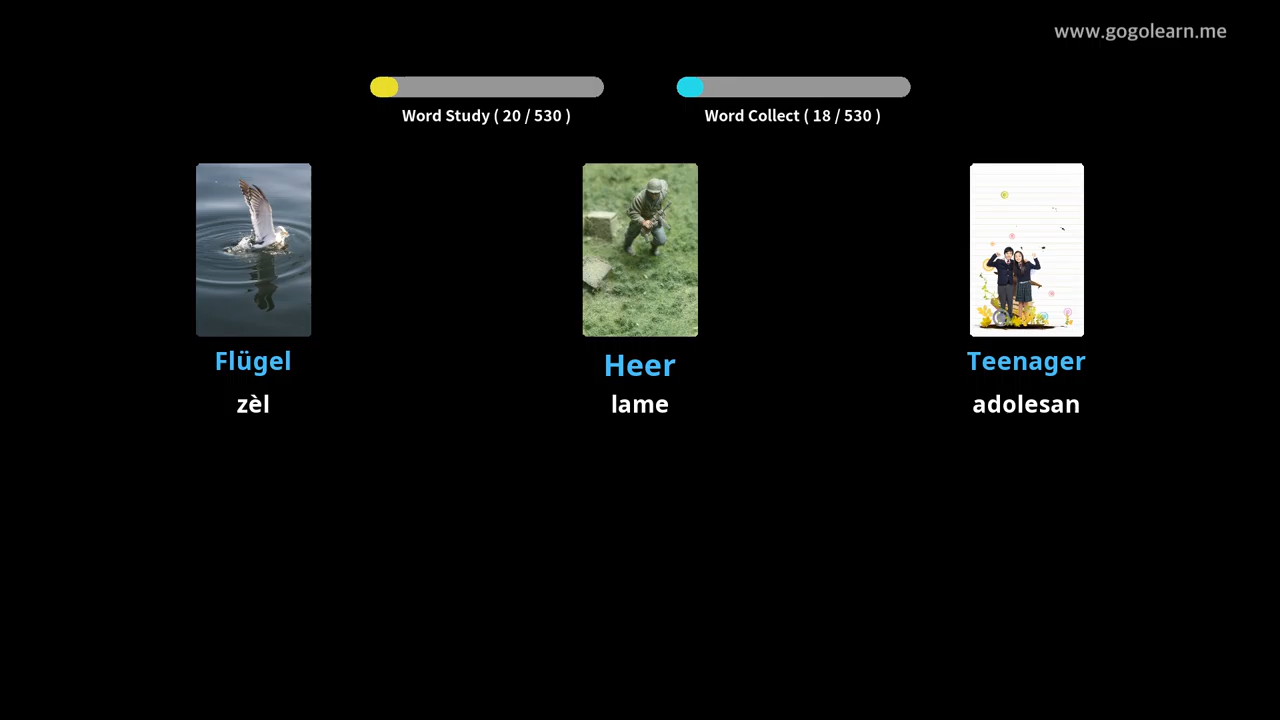 www.gogolearn.me
Word Study ( 20 / 530 )
Word Collect ( 18 / 530 )
Flügel
Heer
Teenager
zèl
lame
adolesan